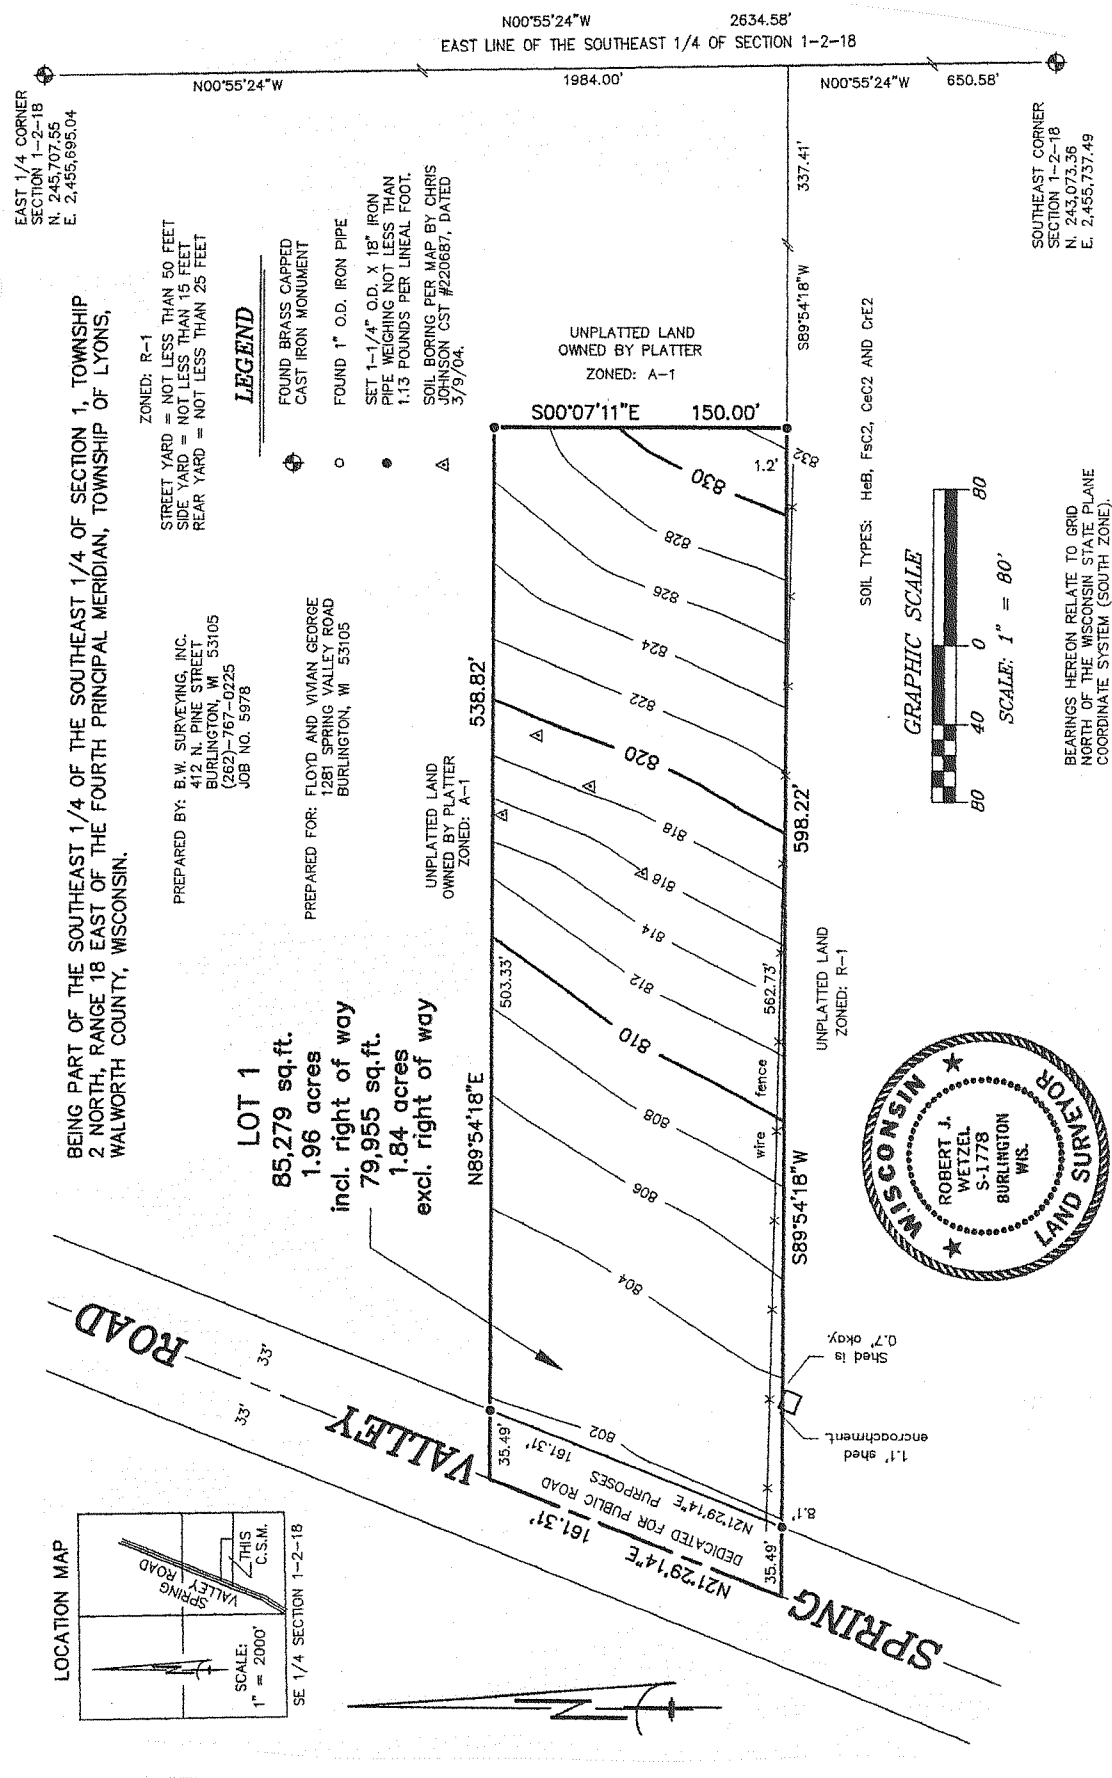 BEING PART OF THE SOUTHEAST 1/4 OF THE SOUTHEAST 1/4 OF SECTION 1, TOWNSHIP
2 NORTH, RANGE 18 EAST OF THE FOURTH PRINCIPAL MERIDIAN, TOWNSHIP OF LYONS,
WALWORTH COUNTY, WISCONSIN.
EAST 1/4 CORNER
SECTION 1-2-18
N. 245,707.55
E. 2,455,695.04
ZONED: R-1
STREET YARD = NOT LESS THAN 50 FEET
SIDE YARD = NOT LESS THAN 15 FEET
REAR YARD = NOT LESS THAN 25 FEET
PREPARED BY: B.W. SURVEYING, INC.
412 N. PINE STREET
BURLINGTON, WI 53105
(262)-767-0225
JOB NO. 5978
PREPARED FOR: FLOYD AND VIVIAN GEORGE
1281 SPRING VALLEY ROAD
BURLINGTON, WI 53105
LEGEND
FOUND BRASS CAPPED
CAST IRON MONUMENT
FOUND 1" O.D. IRON PIPE
SET 1-1/4" O.D. X 18" IRON
PIPE WEIGHING NOT LESS THAN
1.13 POUNDS PER LINEAL FOOT.
SOIL BORING PER MAP BY CHRIS
JOHNSON CST #220687, DATED
3/9/04.
LOCATION MAP
SPRING
VALLEY ROAD
THIS
C.S.M.
SCALE:
1" = 2000'
SE 1/4 SECTION 1-2-18
LOT 1
85,279 sq.ft.
1.96 acres
incl. right of way
79,955 sq.ft.
1.84 acres
excl. right of way
UNPLATTED LAND
OWNED BY PLATTER
ZONED: A-1
N89°54'18"E
538.82'
35.49'
503.33'
SPRING VALLEY ROAD
33'
33'
N21°29'14"E
161.31'
DEDICATED FOR PUBLIC ROAD
PURPOSES
N21°29'14"E
161.31'
802
804
806
808
810
812
814
816
818
820
822
824
826
828
830
832
S00°07'11"E
150.00'
1.2'
UNPLATTED LAND
OWNED BY PLATTER
ZONED: A-1
35.49'
8.1'
wire
fence
562.73'
S89°54'18"W
598.22'
S89°54'18"W
337.41'
1.1' shed
encroachment.
Shed is
0.7' okay.
UNPLATTED LAND
ZONED: R-1
N00°55'24"W
2634.58'
EAST LINE OF THE SOUTHEAST 1/4 OF SECTION 1-2-18
N00°55'24"W
1984.00'
N00°55'24"W
650.58'
SOUTHEAST CORNER
SECTION 1-2-18
N. 243,073.36
E. 2,455,737.49
SOIL TYPES: HeB, FsC2, CeC2 AND CrE2
GRAPHIC SCALE
80
40
0
80
SCALE: 1" = 80'
BEARINGS HEREON RELATE TO GRID
NORTH OF THE WISCONSIN STATE PLANE
COORDINATE SYSTEM (SOUTH ZONE).
WISCONSIN
ROBERT J.
WETZEL
S-1778
BURLINGTON
WIS.
LAND SURVEYOR